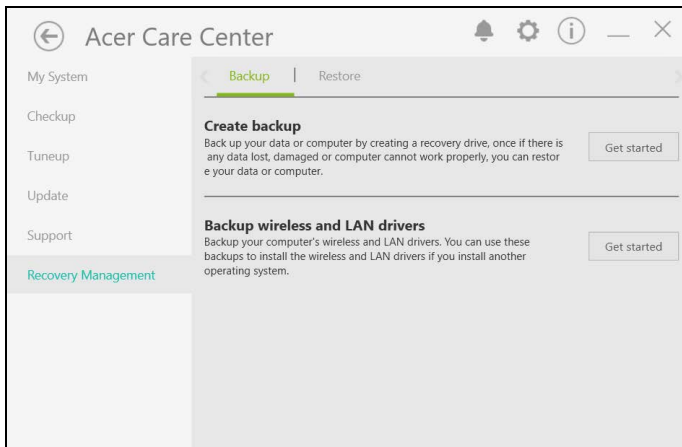 Acer Care Center
My System
Checkup
Tuneup
Update
Support
Recovery Management
Backup | Restore
Create backup
Back up your data or computer by creating a recovery drive, once if there is
any data lost, damaged or computer cannot work properly, you can restor
e your data or computer.
Get started
Backup wireless and LAN drivers
Backup your computer's wireless and LAN drivers. You can use these
backups to install the wireless and LAN drivers if you install another
operating system.
Get started